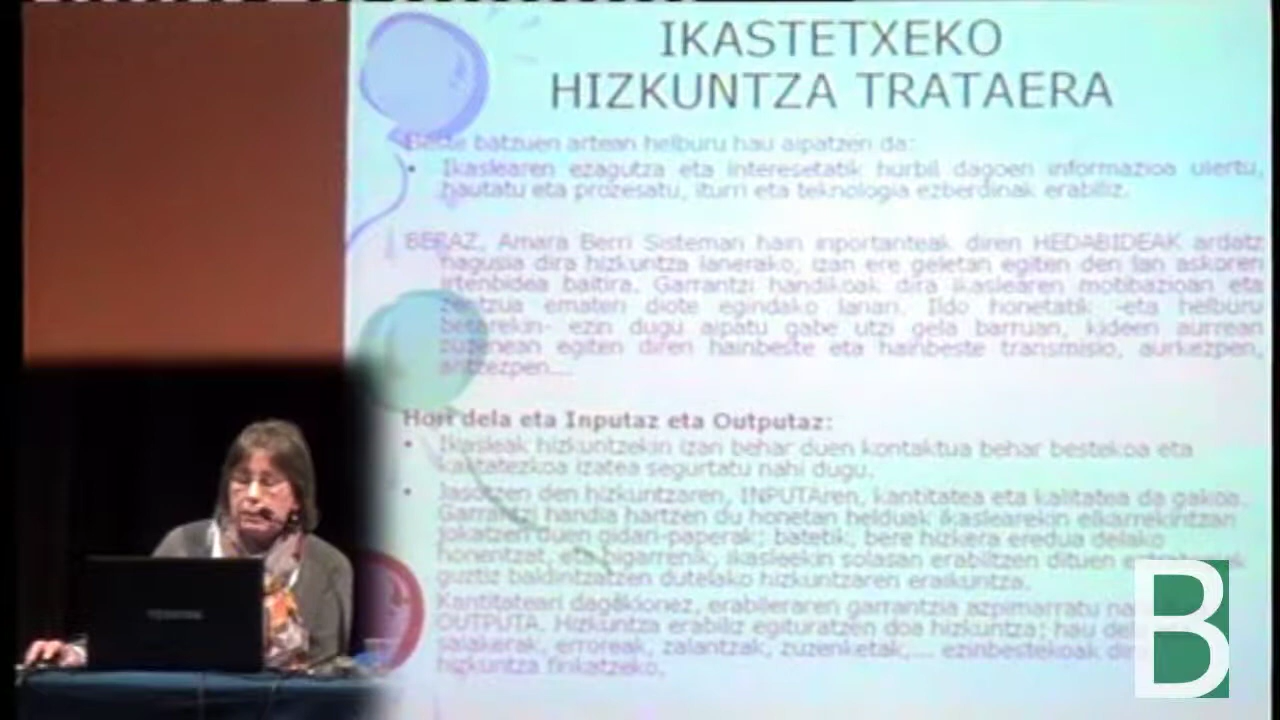 IKASTETXEKO
HIZKUNTZA TRATAERA
Beste batzuen artean helburu hau aipatzen da:
• Ikaslearen ezagutza eta interesetatik hurbil dagoen informazioa ulertu,
hautatu eta prozesatu, iturri eta teknologia ezberdinak erabiliz.
BERAZ, Amara Berri Sisteman hain inportanteak diren HEDABIDEAK ardatz
nagusia dira hizkuntza lanerako, izan ere geletan egiten den lan askoren
irtenbidea baitira. Garrantzi handikoak dira ikaslearen motibazioan eta
zentzua ematen diote egindako lanari. Ildo honetatik -eta helburu
berarekin- ezin dugu aipatu gabe utzi gela barruan, kideen aurrean
zuzenean egiten diren hainbeste eta hainbeste transmisio, aurkezpen,
antzezpen...
Hori dela eta Inputaz eta Outputaz:
• Ikasleak hizkuntzekin izan behar duen kontaktua behar bestekoa eta
kalitatezkoa izatea segurtatu nahi dugu.
• Jasotzen den hizkuntzaren, INPUTAren, kantitatea eta kalitatea da gakoa.
Garrantzi handia hartzen du honetan helduak elkarrekintzan
jokatzen duen gidari-paperak; batetik, bere hizkera eredua delako
honentzat, eta bigarrenik, ikasleekin solasan erabiltzen dituen
guztiz baldintzatzen dutelako hizkuntzaren eraikuntza.
Kantitateari dagokionez, erabileraren garrantzia azpimarratu
OUTPUTA. Hizkuntza erabiliz egituratzen doa hizkuntza; hau
saiakerak, erroreak, zalantzak, zuzenketak,... ezinbestekoak
hizkuntza finkatzeko.
B